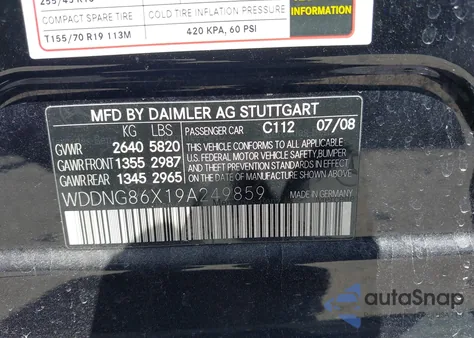 COMPACT SPARE TIRE
T155/70 R19 113M
COLD TIRE INFLATION PRESSURE
420 KPA, 60 PSI
INFORMATION
MFD BY DAIMLER AG STUTTGART
KG LBS PASSENGER CAR C112 07/08
GVWR 2640 5820
GAWR FRONT 1355 2987
GAWR REAR 1345 2965
THIS VEHICLE CONFORMS TO ALL APPLICABLE
U.S. FEDERAL MOTOR VEHICLE SAFETY, BUMPER,
AND THEFT PREVENTION STANDARDS IN EFFECT
ON THE DATE OF MANUFACTURE SHOWN ABOVE.
WDDNG86X19A249859
MADE IN GERMANY
autoSnap